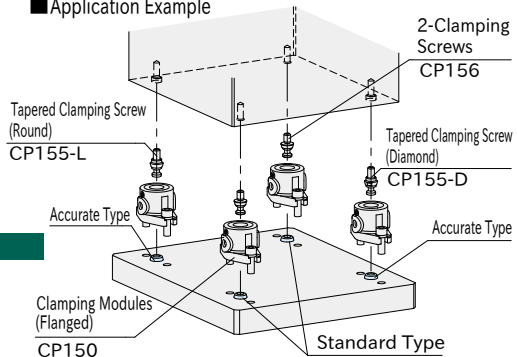 ■Application Example
2-Clamping
Screws
CP156
Tapered Clamping Screw
(Round)
CP155-L
Tapered Clamping Screw
(Diamond)
CP155-D
Accurate Type
Accurate Type
Clamping Modules
(Flanged)
CP150
Standard Type